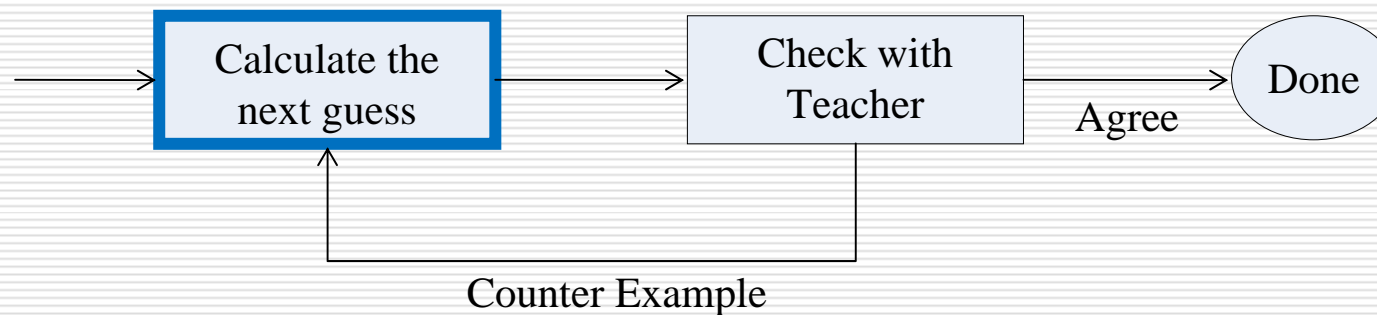 Calculate the
next guess
Check with
Teacher
Agree
Done
Counter Example